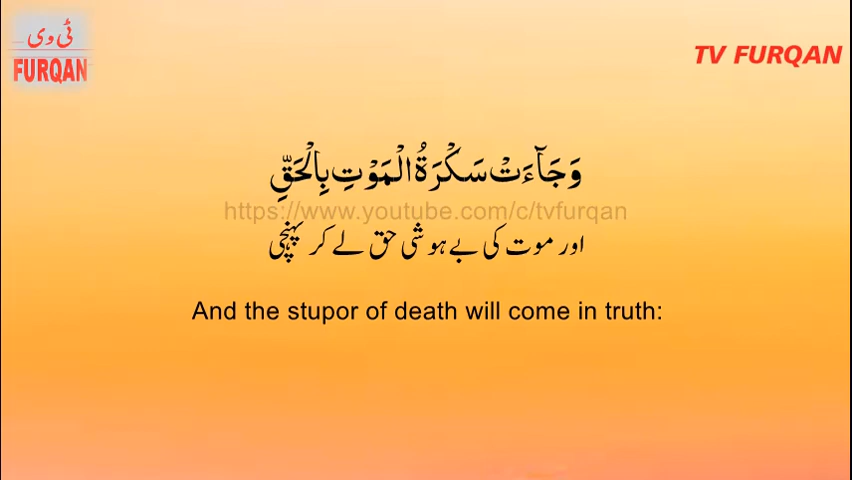 ٹی وی
FURQAN
TV FURQAN
وَجَآءَتْ سَكْرَةُ الْمَوْتِ بِالْحَقِّ
https://www.youtube.com/c/tvfurqan
اور موت کی بے ہوشی حق لے کر پہنچی
And the stupor of death will come in truth: